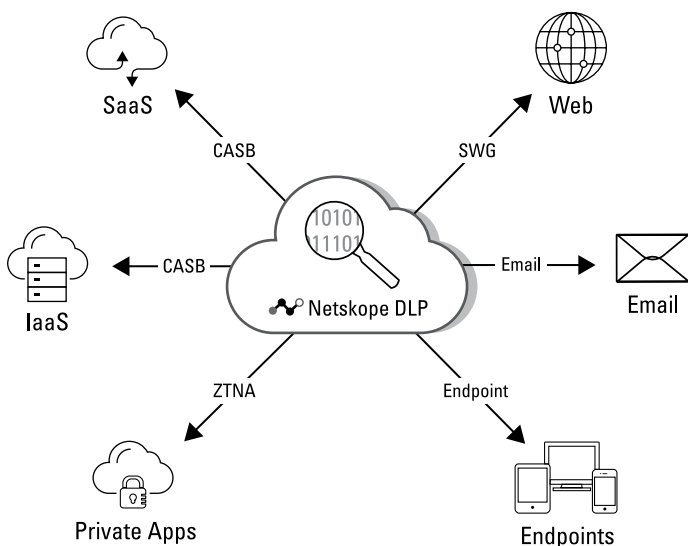 SaaS
Web
CASB
SWG
10101
11101
CASB
Email
IaaS
Netskope DLP
Email
ZTNA
Endpoint
Private Apps
Endpoints